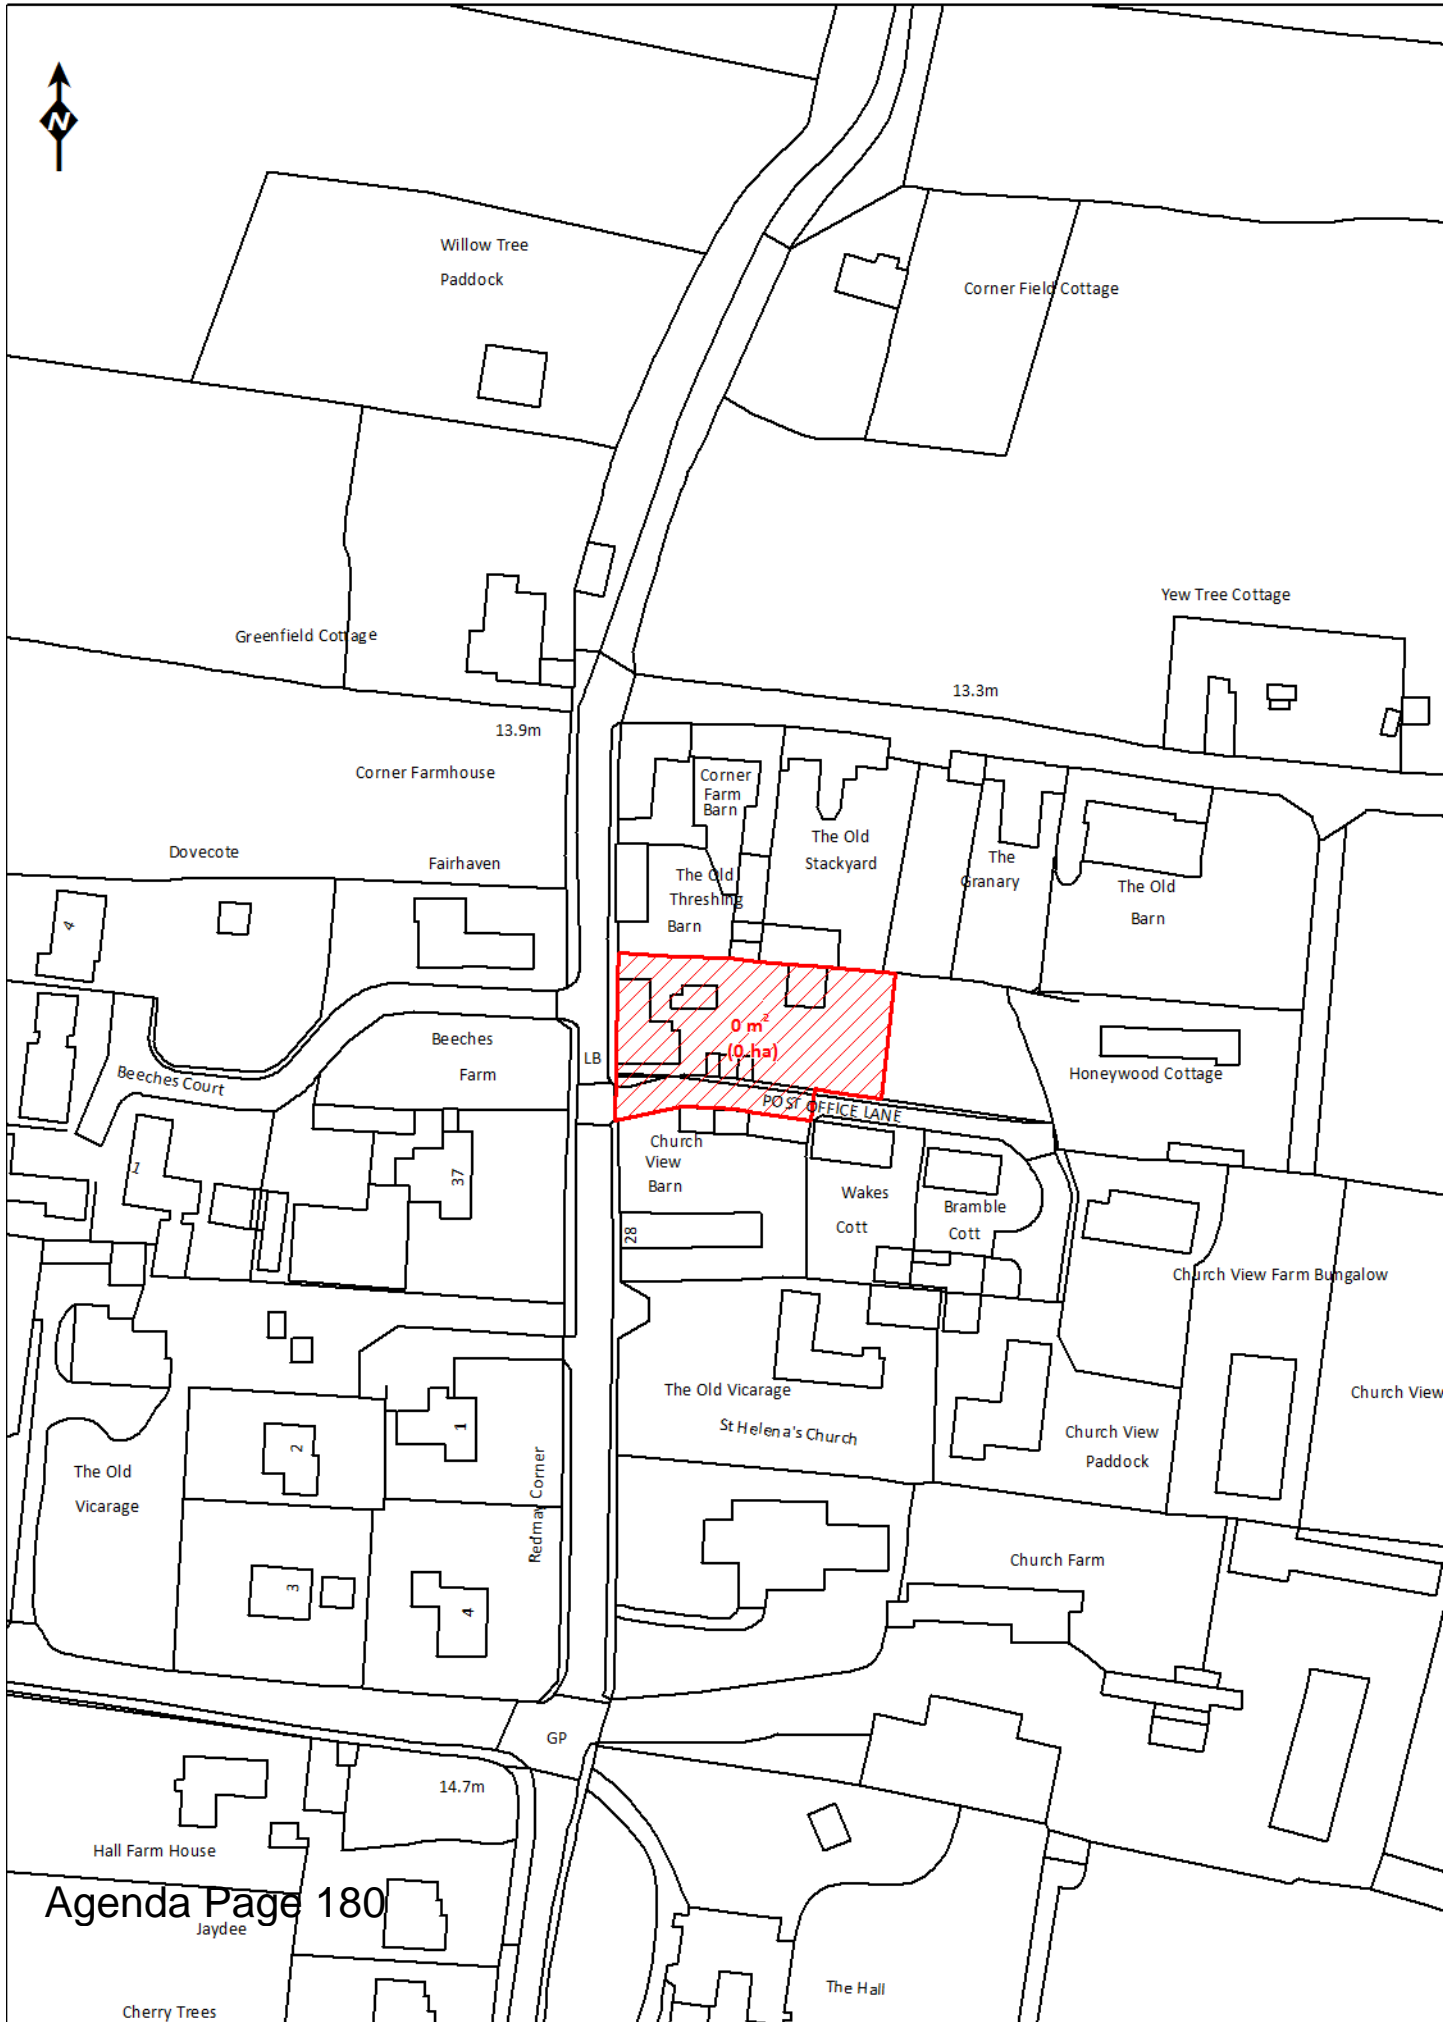 N
Willow Tree
Paddock
Corner Field Cottage
Yew Tree Cottage
Greenfield Cottage
13.3m
13.9m
Corner Farmhouse
Corner
Farm
Barn
The Old
Stackyard
Dovecote
Fairhaven
The Old
Threshing
Barn
The
Granary
The Old
Barn
4
0 m²
(0 ha)
Beeches
Farm
LB
Beeches Court
Honeywood Cottage
POST OFFICE LANE
Church
View
Barn
1
37
Wakes
Cott
Bramble
Cott
28
Church View Farm Bungalow
The Old Vicarage
Church View
St Helena's Church
1
2
Church View
Paddock
The Old
Vicarage
Redmay Corner
Church Farm
3
4
GP
14.7m
Hall Farm House
Agenda Page 180
Jaydee
The Hall
Cherry Trees